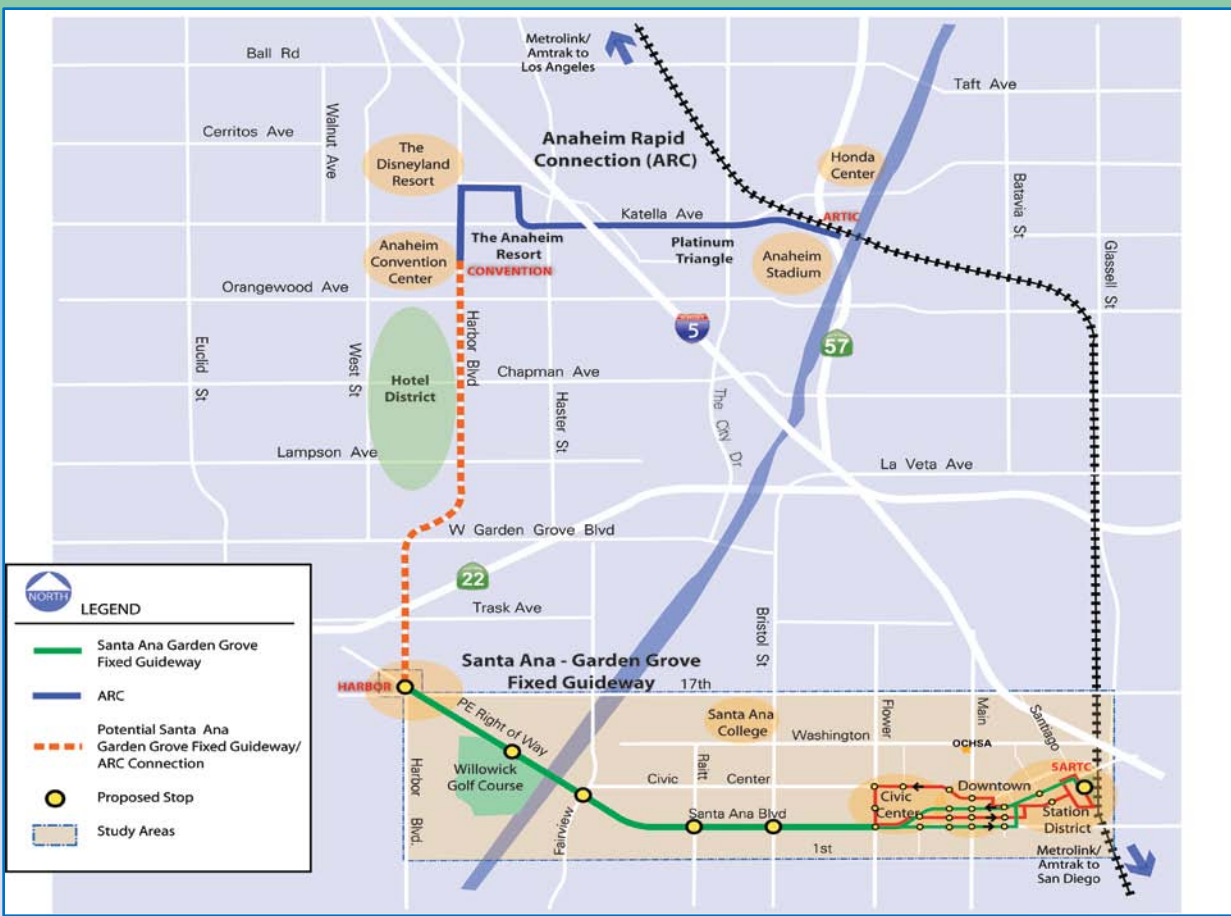 Metrolink/
Amtrak to
Los Angeles
Ball Rd
Taft Ave
Walnut Ave
Cerritos Ave
Anaheim Rapid
Connection (ARC)
The
Disneyland
Resort
Honda
Center
Batavia St
Katella Ave
ARTIC
Glassell St
Anaheim
Convention
Center
The Anaheim
Resort
CONVENTION
Platinum
Triangle
Anaheim
Stadium
Orangewood Ave
Harbor Blvd
INTERSTATE
5
57
Euclid St
West St
Hotel
District
Chapman Ave
Haster St
The City Dr
Lampson Ave
La Veta Ave
W Garden Grove Blvd
22
Trask Ave
Bristol St
NORTH
LEGEND
Santa Ana Garden Grove
Fixed Guideway
ARC
Potential Santa Ana
Garden Grove Fixed Guideway/
ARC Connection
Proposed Stop
Study Areas
Santa Ana - Garden Grove
Fixed Guideway
17th
HARBOR
PE Right of Way
Santa Ana
College
Flower
Main
Santiago
Washington
OCHSA
Willowick
Golf Course
Harbor Blvd.
Raitt
Civic Center
SARTC
Downtown
Civic
Center
Station
District
Fairview
Santa Ana Blvd
1st
Metrolink/
Amtrak to
San Diego